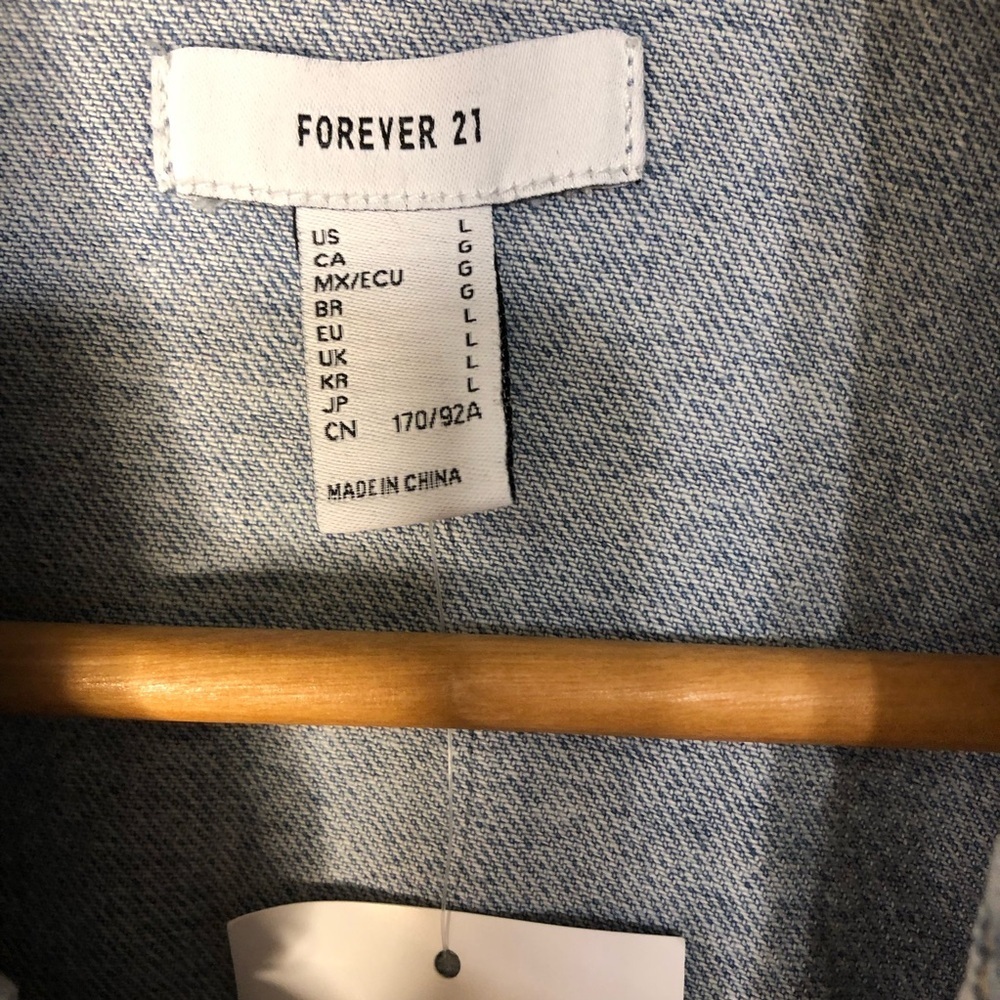 FOREVER 21
US L
CA G
MX/ECU G
BR G
EU L
UK L
KR L
JP L
CN 170/92A
MADE IN CHINA